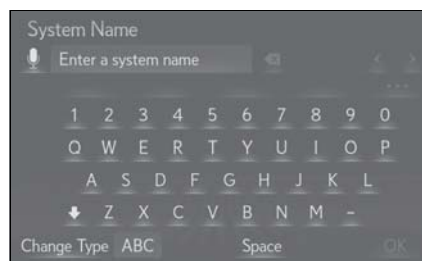 System Name
Enter a system name
1 2 3 4 5 6 7 8 9 0
Q W E R T Y U I O P
A S D F G H J K L
Z X C V B N M -
Change Type ABC Space OK